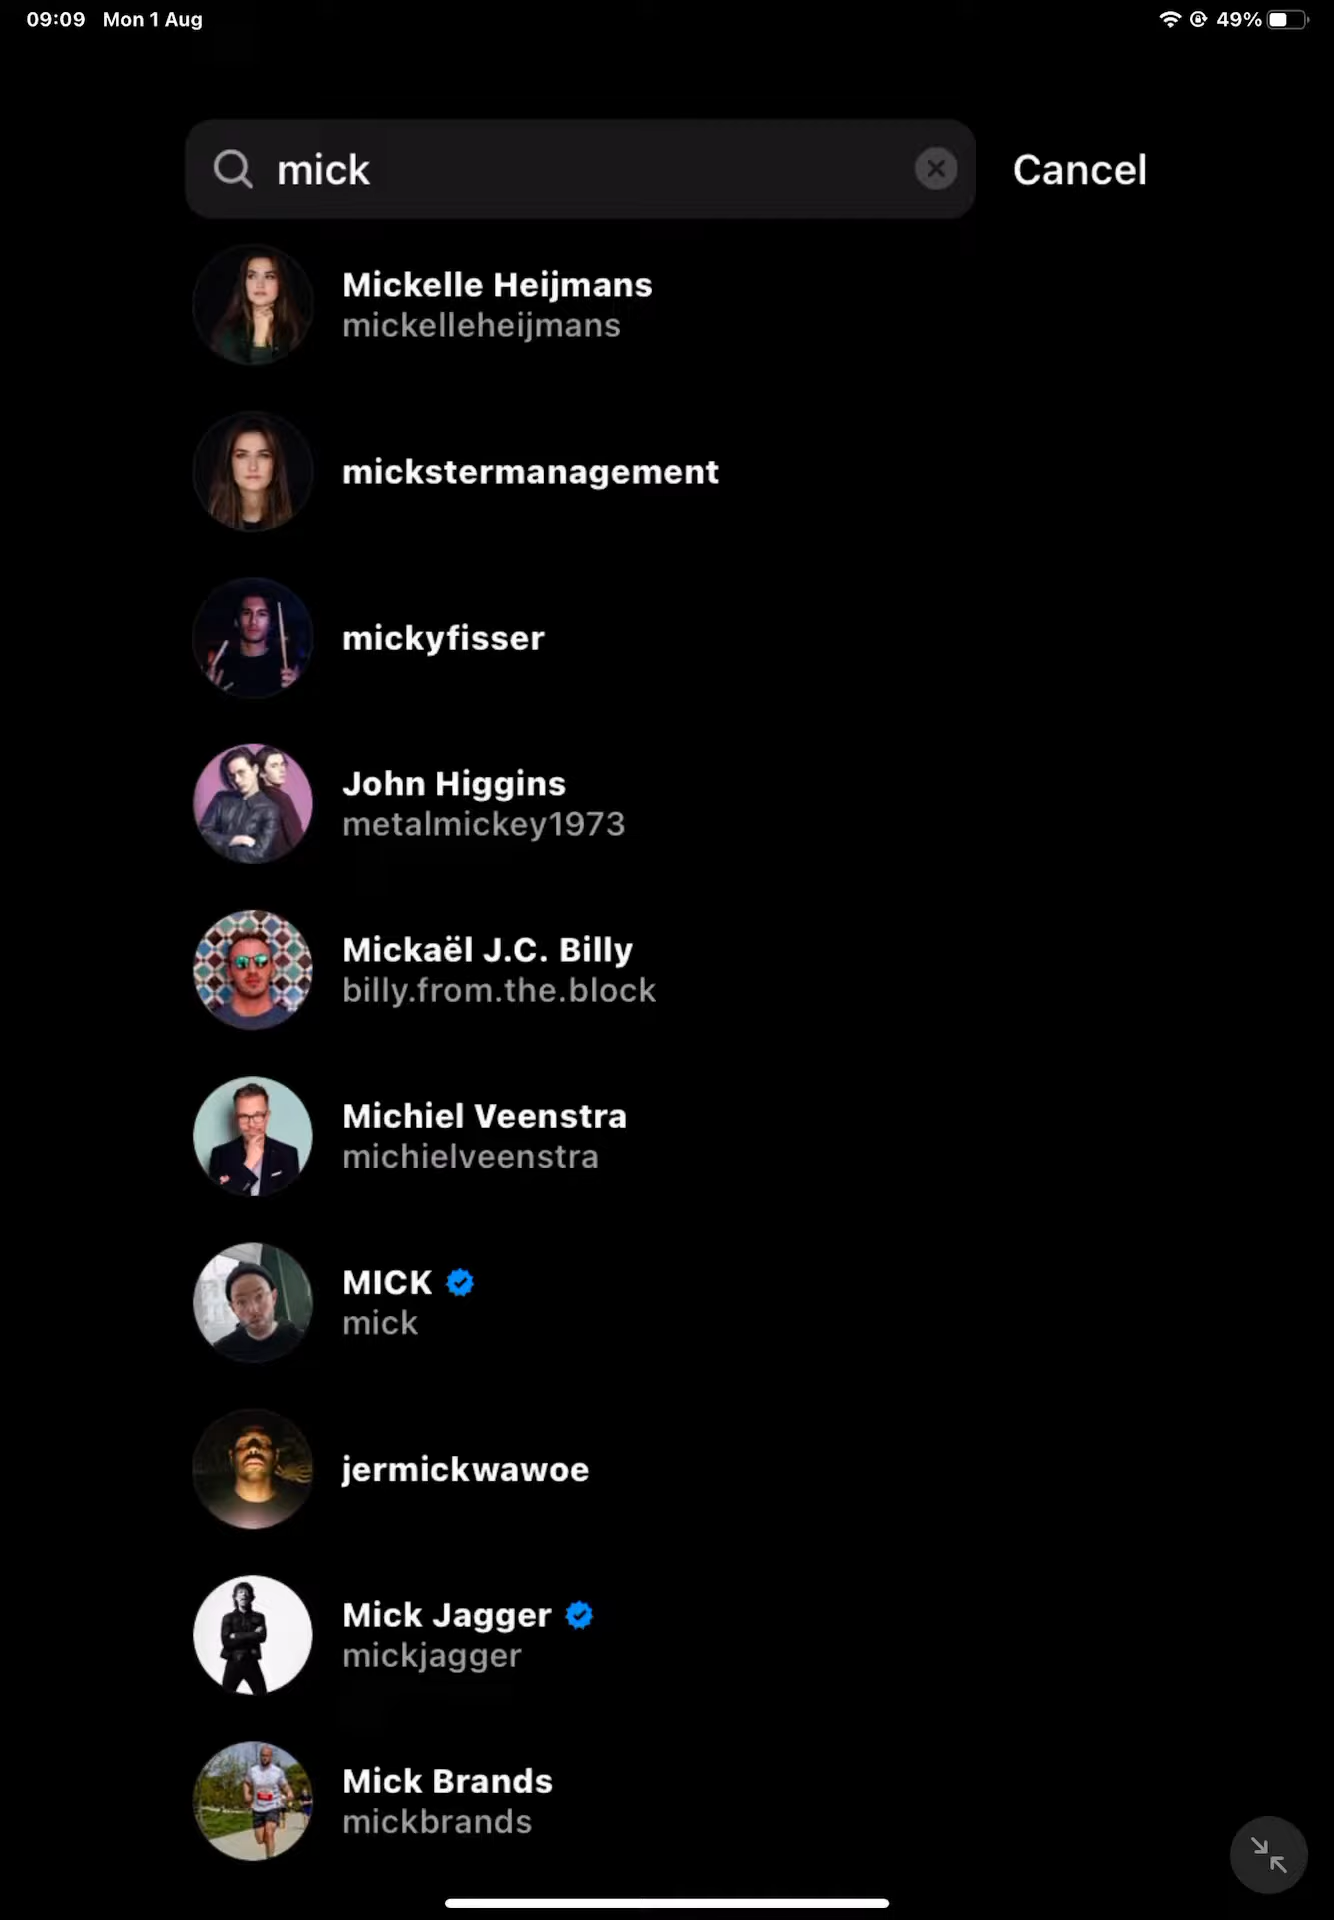 09:09 Mon 1 Aug 49%
mick Cancel
Mickelle Heijmans
mickelleheijmans
mickstermanagement
mickyfisser
John Higgins
metalmickey1973
Mickaël J.C. Billy
billy.from.the.block
Michiel Veenstra
michielveenstra
MICK
mick
jermickwawoe
Mick Jagger
mickjagger
Mick Brands
mickbrands